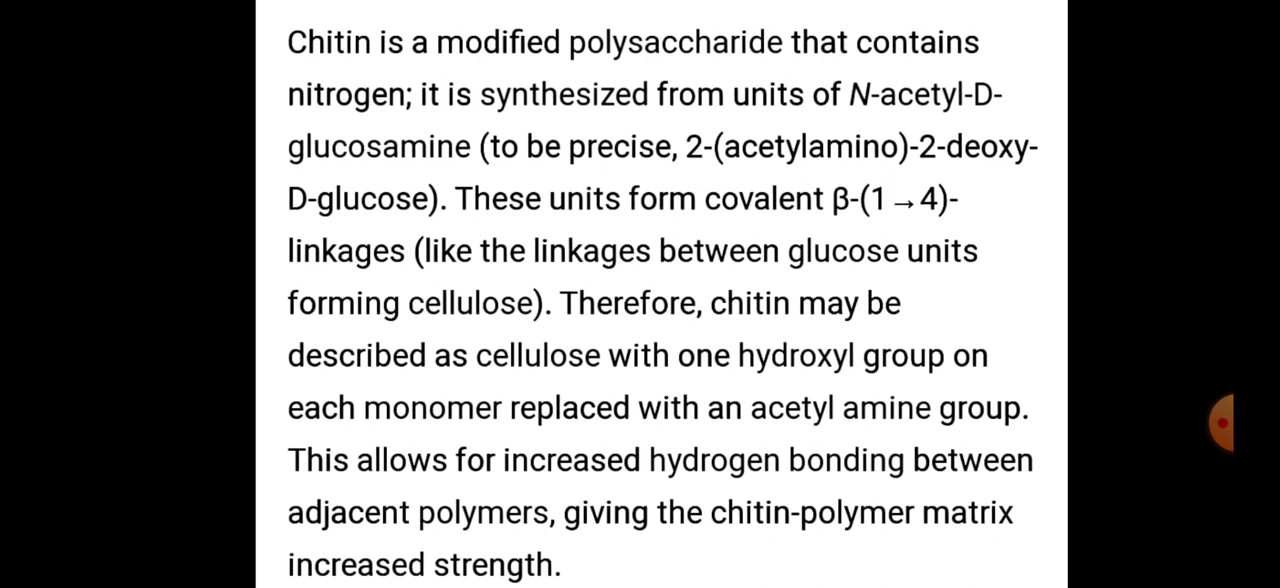 Chitin is a modified polysaccharide that contains
nitrogen; it is synthesized from units of N-acetyl-D-
glucosamine (to be precise, 2-(acetylamino)-2-deoxy-
D-glucose). These units form covalent β-(1→4)-
linkages (like the linkages between glucose units
forming cellulose). Therefore, chitin may be
described as cellulose with one hydroxyl group on
each monomer replaced with an acetyl amine group.
This allows for increased hydrogen bonding between
adjacent polymers, giving the chitin-polymer matrix
increased strength.